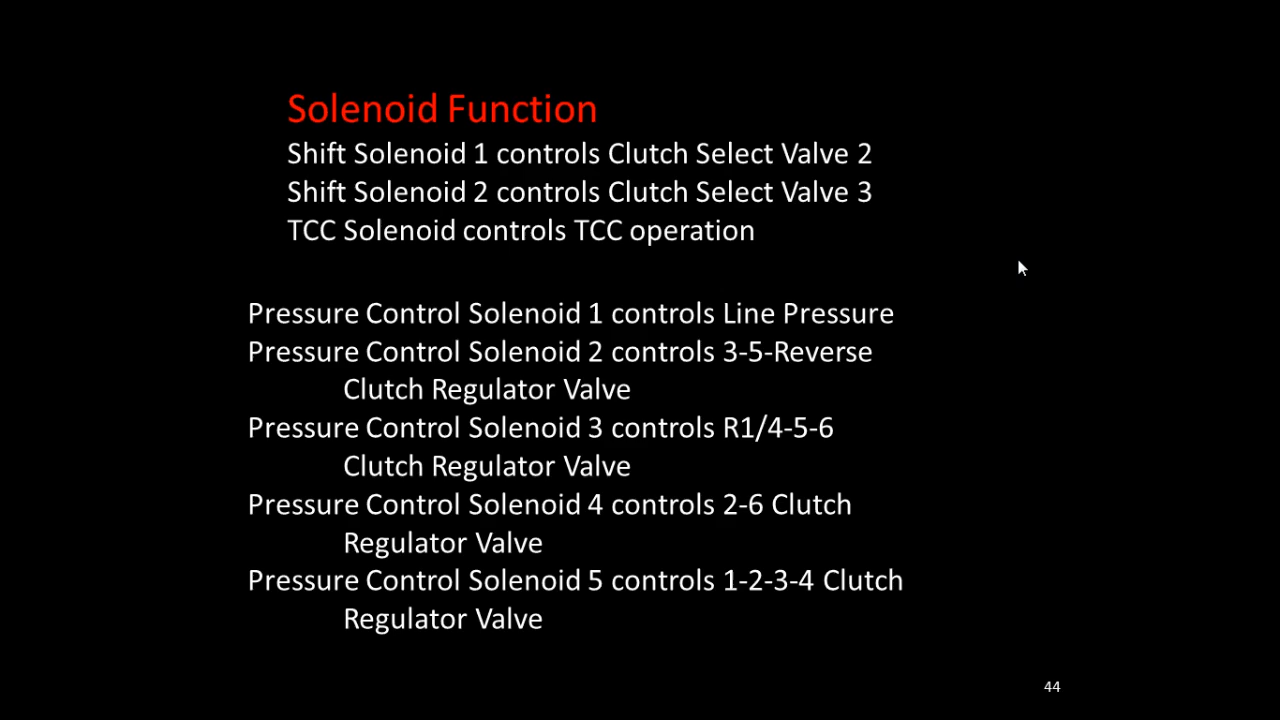 Solenoid Function
Shift Solenoid 1 controls Clutch Select Valve 2
Shift Solenoid 2 controls Clutch Select Valve 3
TCC Solenoid controls TCC operation
Pressure Control Solenoid 1 controls Line Pressure
Pressure Control Solenoid 2 controls 3-5-Reverse
Clutch Regulator Valve
Pressure Control Solenoid 3 controls R1/4-5-6
Clutch Regulator Valve
Pressure Control Solenoid 4 controls 2-6 Clutch
Regulator Valve
Pressure Control Solenoid 5 controls 1-2-3-4 Clutch
Regulator Valve
44